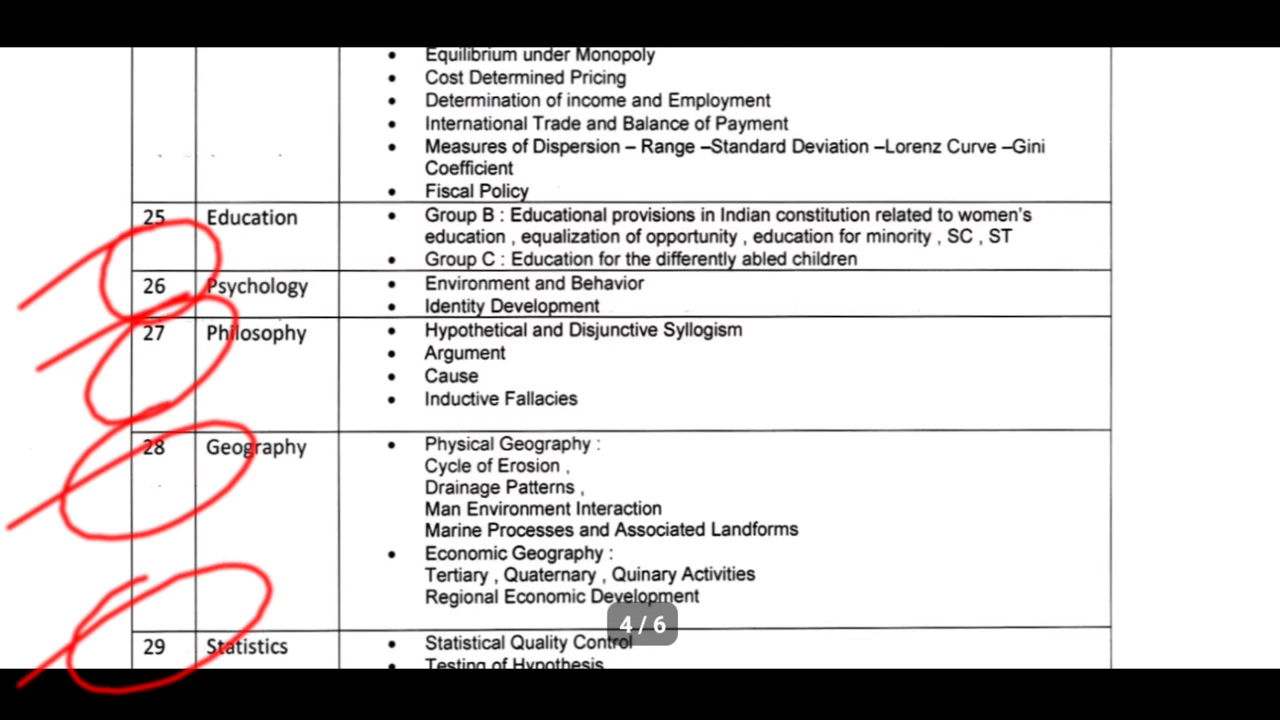 • Equilibrium under Monopoly
• Cost Determined Pricing
• Determination of income and Employment
• International Trade and Balance of Payment
• Measures of Dispersion – Range –Standard Deviation –Lorenz Curve –Gini
Coefficient
• Fiscal Policy
25 Education • Group B : Educational provisions in Indian constitution related to women's
education , equalization of opportunity , education for minority , SC , ST
• Group C : Education for the differently abled children
26 Psychology • Environment and Behavior
• Identity Development
27 Philosophy • Hypothetical and Disjunctive Syllogism
• Argument
• Cause
• Inductive Fallacies
28 Geography • Physical Geography :
Cycle of Erosion ,
Drainage Patterns ,
Man Environment Interaction
Marine Processes and Associated Landforms
• Economic Geography :
Tertiary , Quaternary , Quinary Activities
Regional Economic Development
4 / 6
29 Statistics • Statistical Quality Control
• Testing of Hypothesis